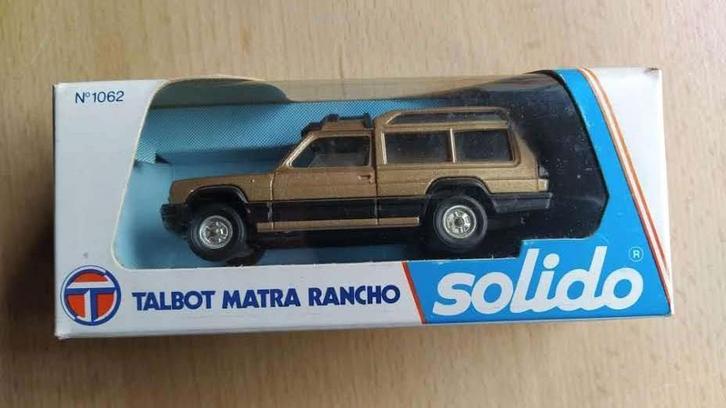 N° 1062
TALBOT MATRA RANCHO
solido
®